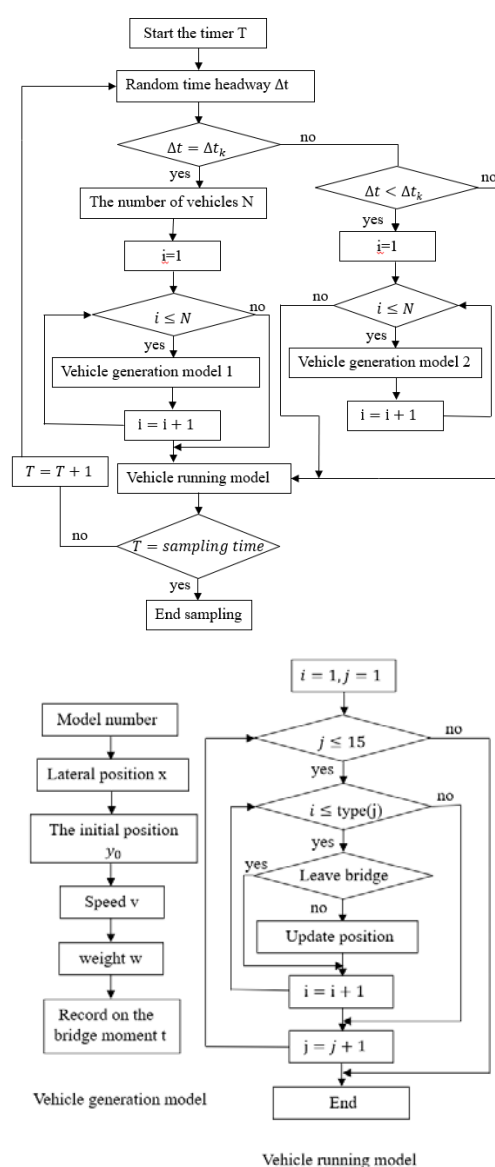 Start the timer T
Random time headway Δt
Δt = Δtₖ
no
yes
Δt < Δtₖ
no
The number of vehicles N
yes
i=1
i=1
i ≤ N
no
no
i ≤ N
yes
yes
Vehicle generation model 1
Vehicle generation model 2
i = i + 1
i = i + 1
T = T + 1
Vehicle running model
no
T = sampling time
yes
End sampling
i = 1, j = 1
Model number
j ≤ 15
no
Lateral position x
yes
no
i ≤ type(j)
The initial position
y₀
yes
yes
Leave bridge
Speed v
no
Update position
weight w
i = i + 1
Record on the
bridge moment t
j = j + 1
Vehicle generation model
End
Vehicle running model